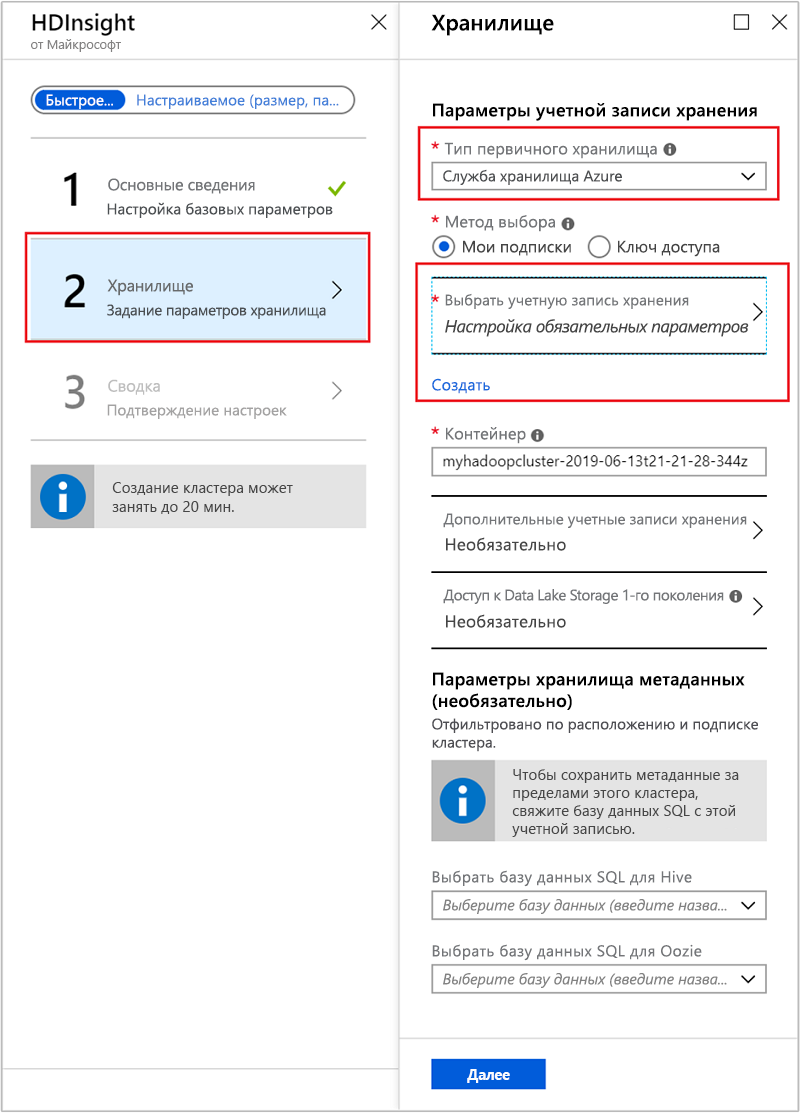 HDInsight
от Майкрософт
Быстрое...
Настраиваемое (размер, па...
1
Основные сведения
Настройка базовых параметров
2
Хранилище
Задание параметров хранилища
3
Сводка
Подтверждение настроек
Создание кластера может
занять до 20 мин.
Хранилище
Параметры учетной записи хранения
* Тип первичного хранилища
Служба хранилища Azure
* Метод выбора
Мои подписки
Ключ доступа
* Выбрать учетную запись хранения
Настройка обязательных параметров
Создать
* Контейнер
myhadoopcluster-2019-06-13t21-21-28-344z
Дополнительные учетные записи хранения
Необязательно
Доступ к Data Lake Storage 1-го поколения
Необязательно
Параметры хранилища метаданных
(необязательно)
Отфильтровано по расположению и подписке
кластера.
Чтобы сохранить метаданные за
пределами этого кластера,
свяжите базу данных SQL с этой
учетной записью.
Выбрать базу данных SQL для Hive
Выберите базу данных (введите назва...
Выбрать базу данных SQL для Oozie
Выберите базу данных (введите назва...
Далее